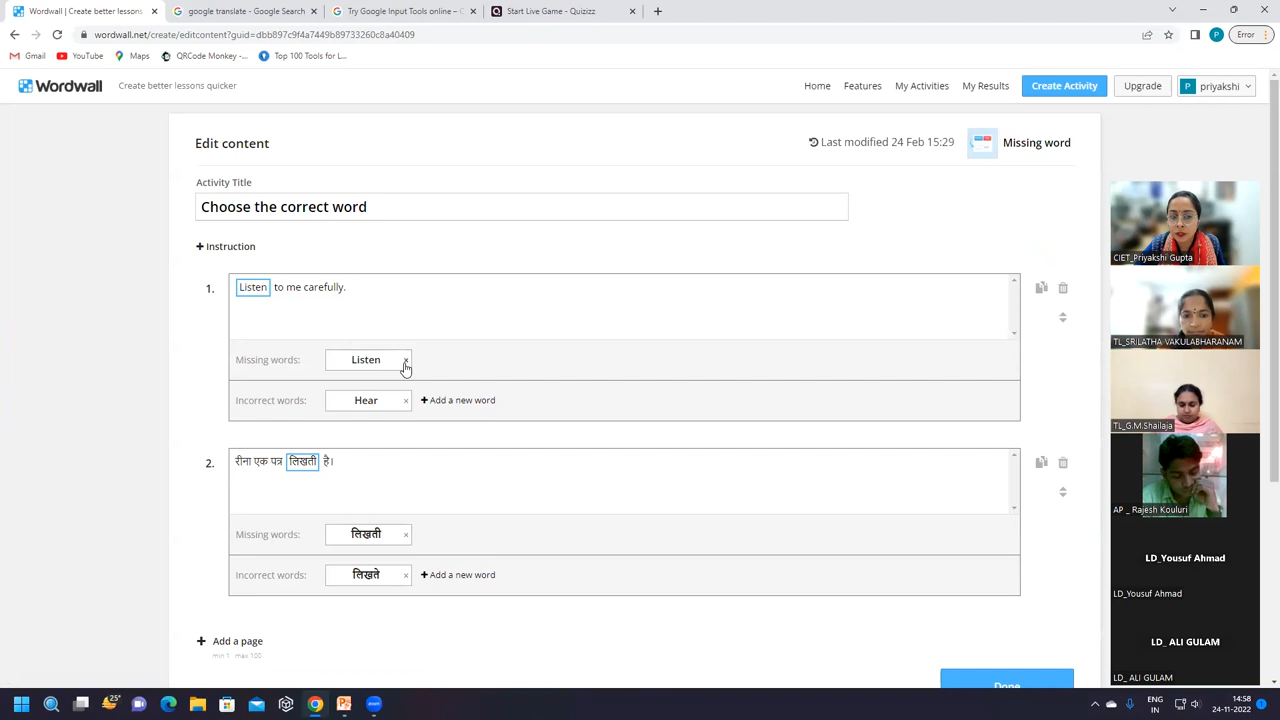 Wordwall | Create better lessons
google translate - Google Search
Try Google Input Tools online – G
Start Live Game - Quizizz
wordwall.net/create/editcontent?guid=dbb897c9f4a7449b89733260c8a40409
P
Error
Gmail
YouTube
Maps
QRCode Monkey -...
Top 100 Tools for L...
Wordwall
Create better lessons quicker
Home
Features
My Activities
My Results
Create Activity
Upgrade
P priyakshi
Edit content
Last modified 24 Feb 15:29
Missing word
Activity Title
Choose the correct word
+ Instruction
1.
Listen to me carefully.
Missing words: Listen ×
Incorrect words: Hear × + Add a new word
2.
रीना एक पत्र लिखती है।
Missing words: लिखती ×
Incorrect words: लिखते × + Add a new word
+ Add a page
min 1 max 100
Done
CIET_Priyakshi Gupta
TL_SRILATHA VAKULABHARANAM
TL_G.M.Shailaja
AP _ Rajesh Kouluri
LD_Yousuf Ahmad
LD_Yousuf Ahmad
LD_ ALI GULAM
LD_ ALI GULAM
25°
ENG
IN
14:58
24-11-2022